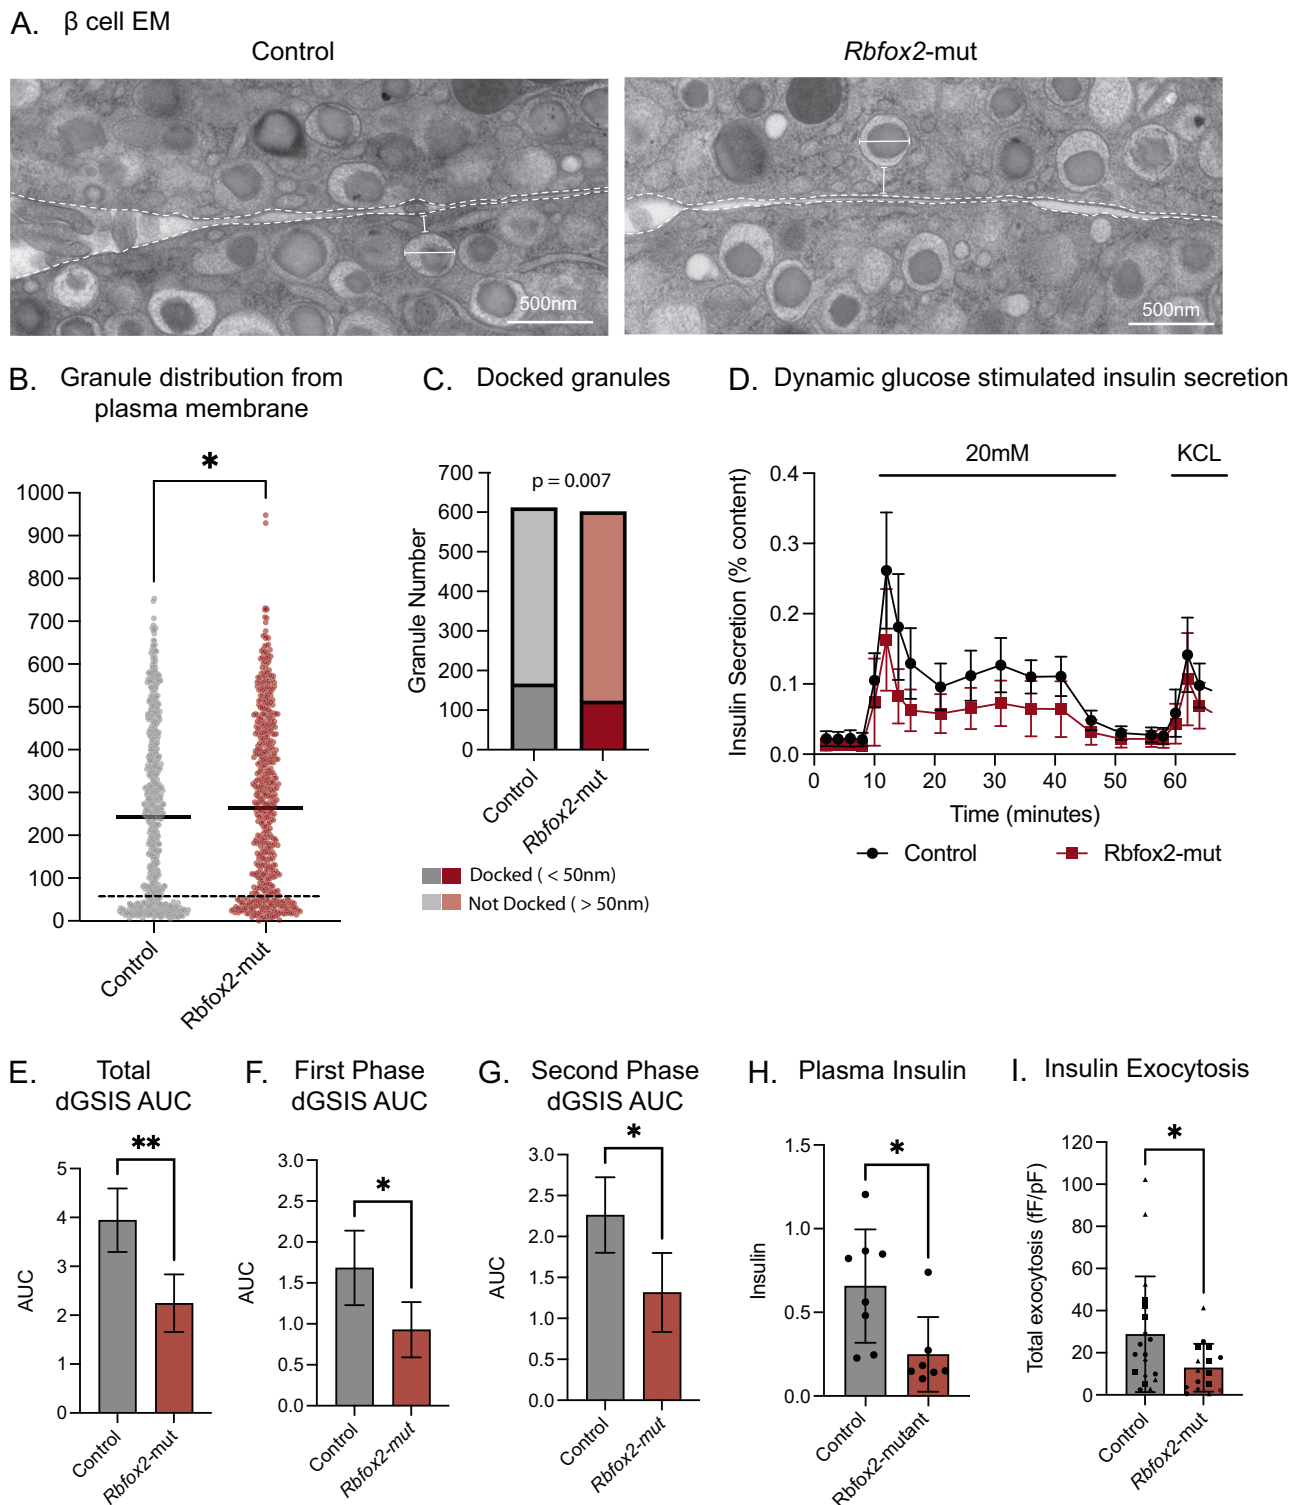 A. β cell EM
Control
Rbfox2-mut
500nm
500nm
B. Granule distribution from
plasma membrane
*
1000
900
800
700
600
500
400
300
200
100
0
Control
Rbfox2-mut
C. Docked granules
p = 0.007
Granule Number
700
600
500
400
300
200
100
0
Control
Rbfox2-mut
Docked ( < 50nm)
Not Docked ( > 50nm)
D. Dynamic glucose stimulated insulin secretion
20mM
KCL
Insulin Secretion (% content)
0.4
0.3
0.2
0.1
0.0
0 10 20 30 40 50 60
Time (minutes)
Control
Rbfox2-mut
E. Total
dGSIS AUC
**
AUC
5
4
3
2
1
0
Control
Rbfox2-mut
F. First Phase
dGSIS AUC
*
AUC
3.0
2.5
2.0
1.5
1.0
0.5
0.0
Control
Rbfox2-mut
G. Second Phase
dGSIS AUC
*
AUC
3.0
2.5
2.0
1.5
1.0
0.5
0.0
Control
Rbfox2-mut
H. Plasma Insulin
*
Insulin
1.5
1.0
0.5
0.0
Control
Rbfox2-mutant
I. Insulin Exocytosis
*
Total exocytosis (fF/pF)
120
100
80
60
40
20
0
Control
Rbfox2-mut